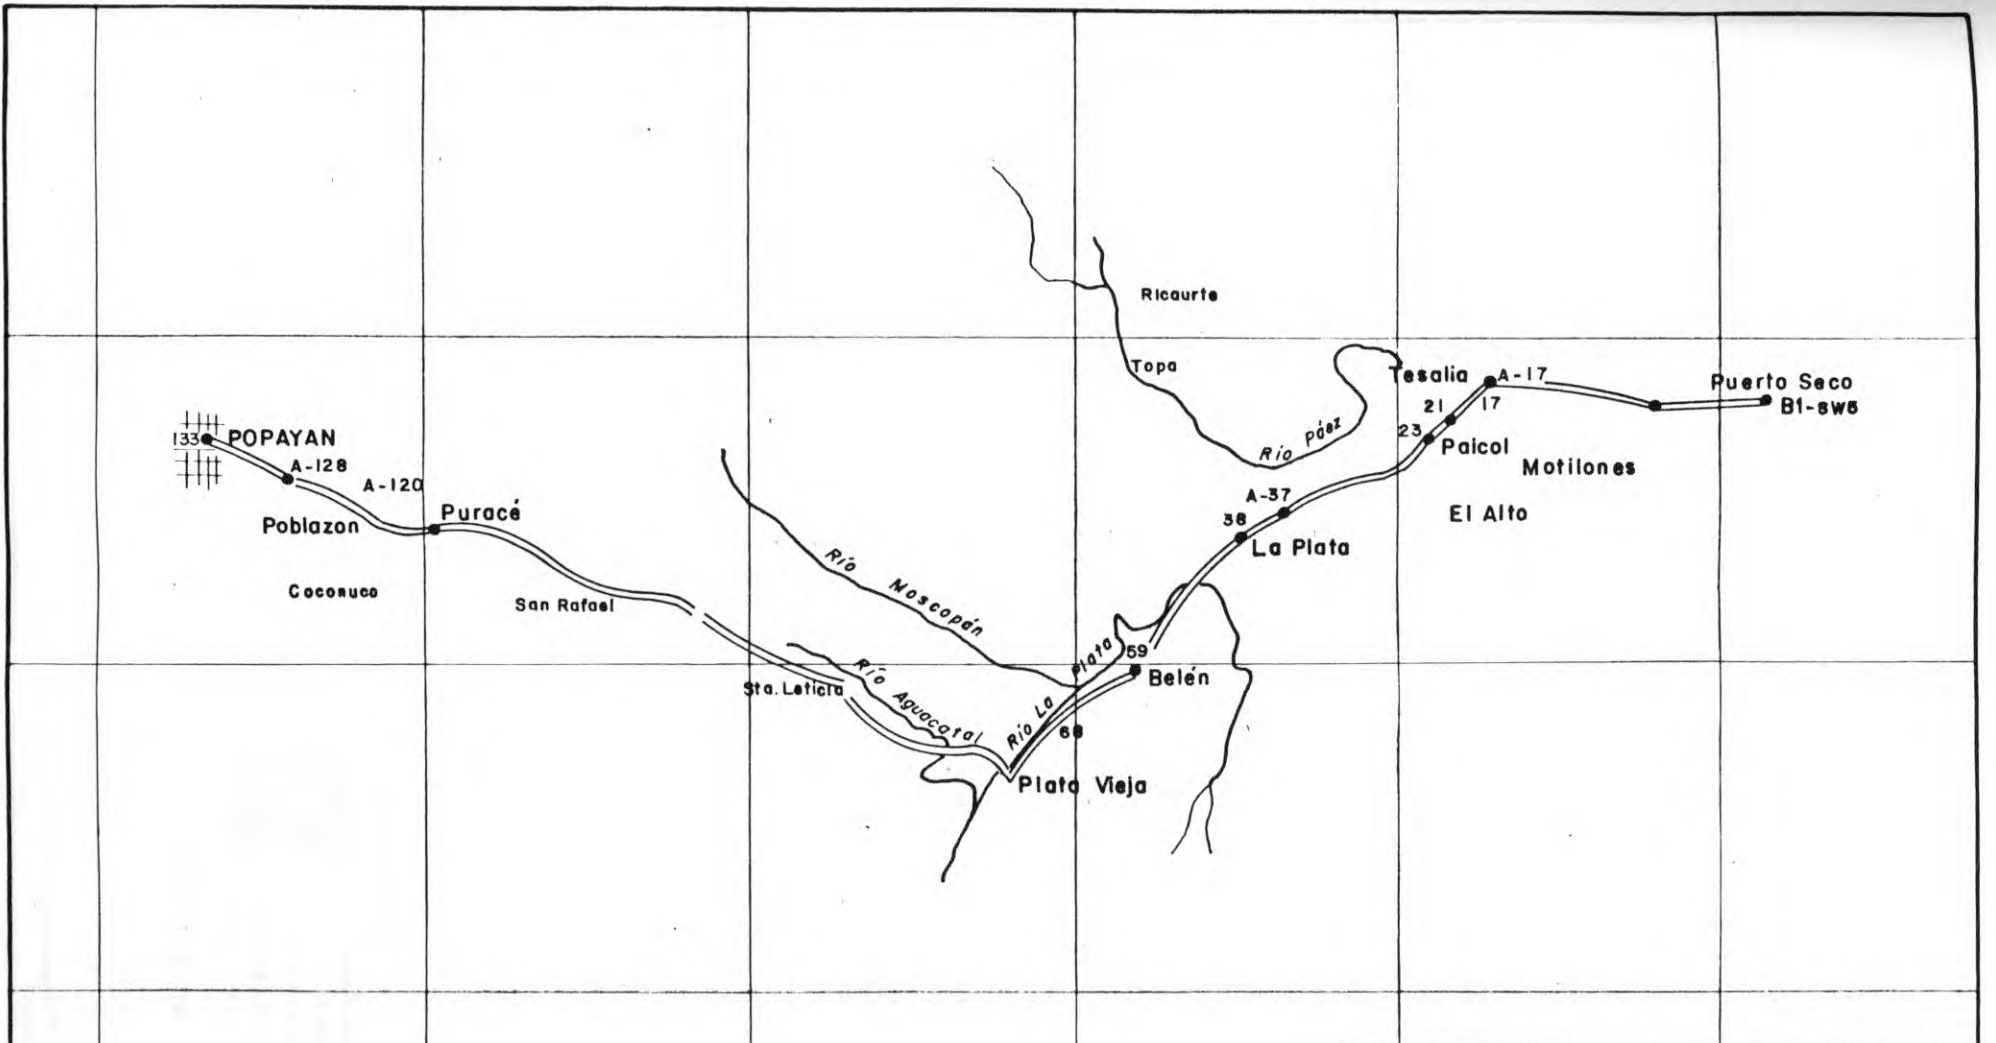 Ricaurte
Topa
Tesalia
A-17
Puerto Seco
B1-sw6
21
17
23
Paicol
Río Páez
Motilones
133
POPAYAN
A-128
A-120
Puracé
Poblazon
A-37
38
La Plata
El Alto
Coconuco
San Rafael
Río Moscopán
59
Belén
Río La Plata
Sta. Leticia
Río Aguacatal
68
Plata Vieja